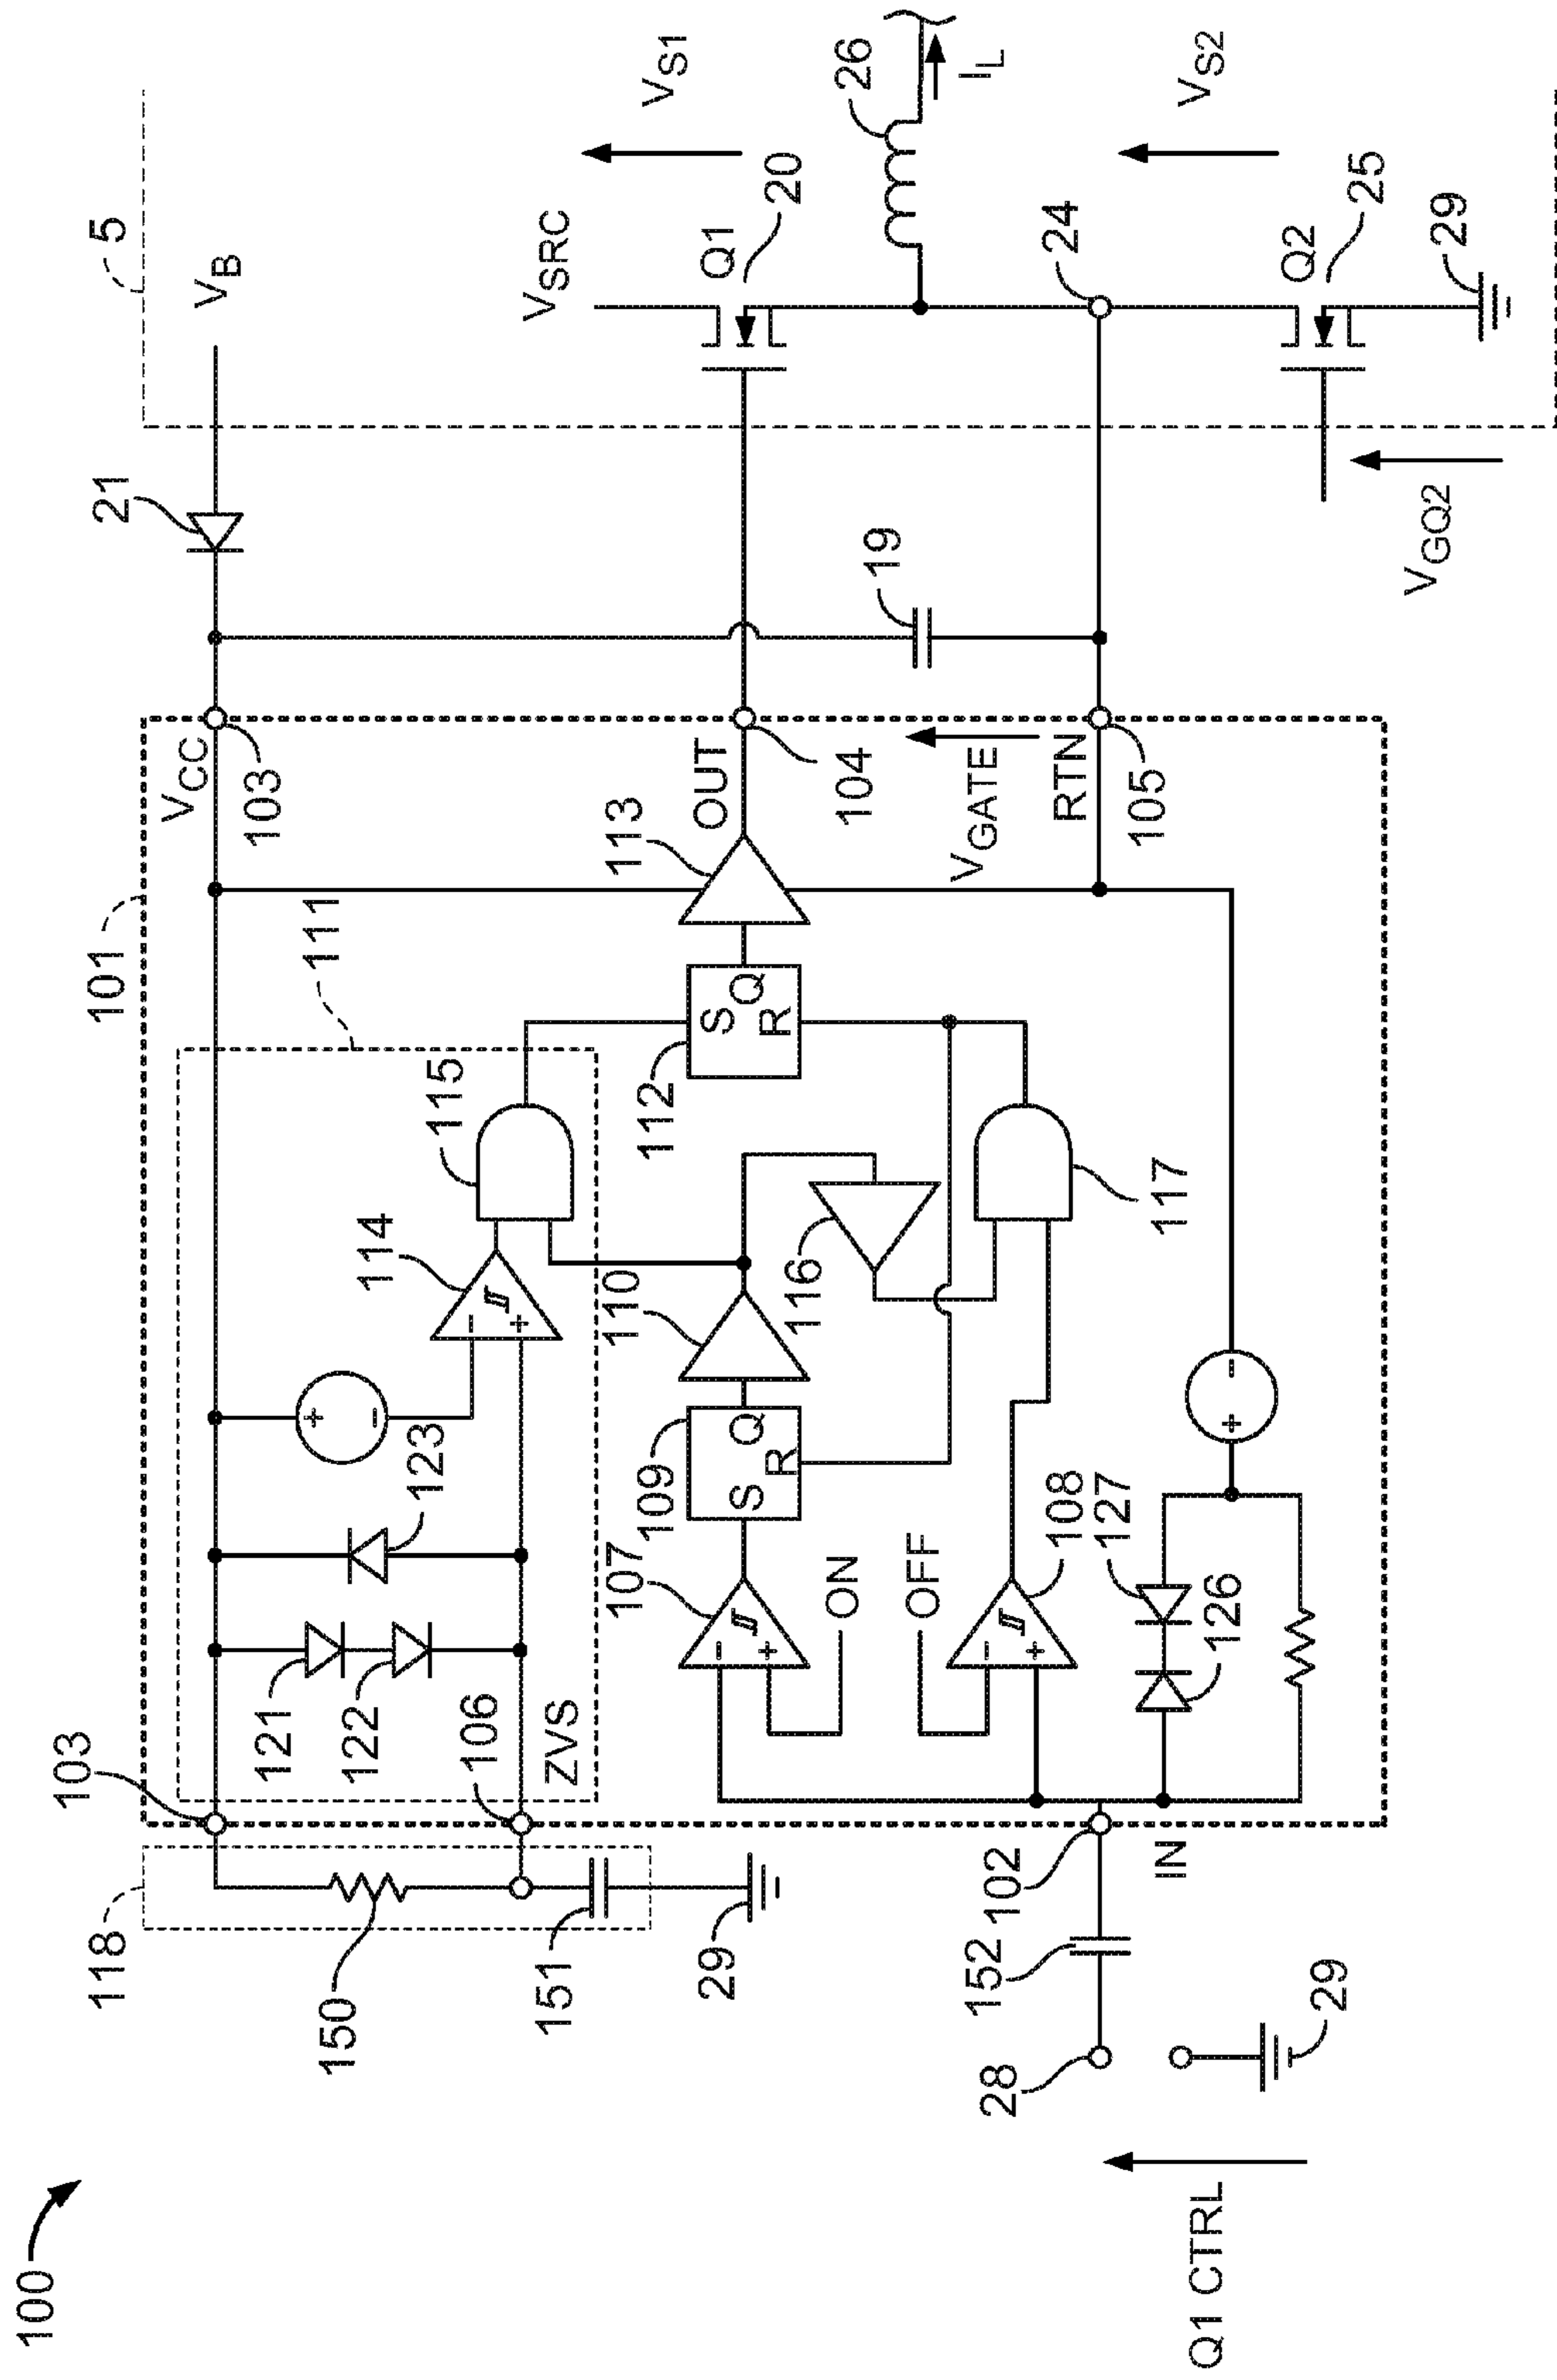 100
Q1 CTRL
118
150
151
29
152
28
29
103
106
102
IN
101
111
121
122
123
114
115
ZVS
107
ON
OFF
108
109
S
Q
R
110
116
117
127
126
112
S
Q
R
113
VCC
103
OUT
104
VGATE
RTN
105
19
21
5
VB
VSRC
VS1
Q1
20
26
IL
24
VS2
Q2
25
29
VGQ2
+
−
−
+
−
+
−
+
+
−